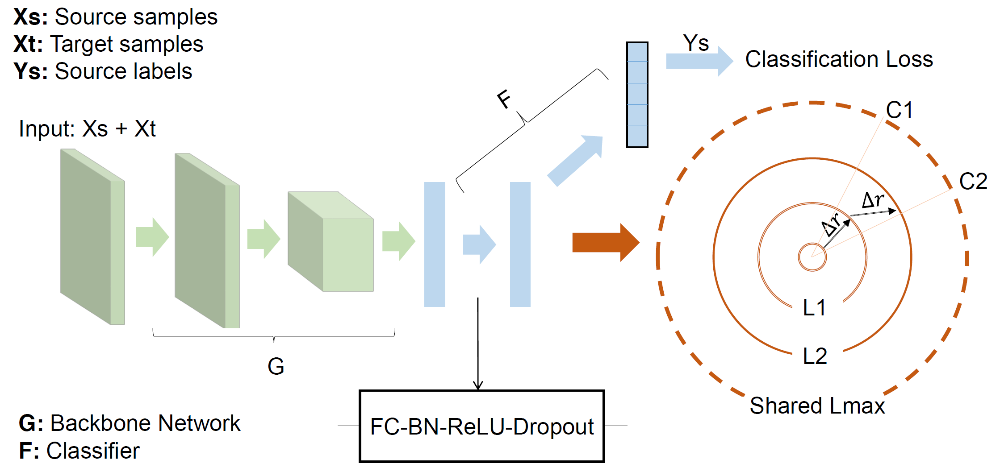 Xs: Source samples
Xt: Target samples
Ys: Source labels
Input: Xs + Xt
F
Ys
Classification Loss
C1
C2
Δr
Δr
L1
L2
Shared Lmax
G
FC-BN-ReLU-Dropout
G: Backbone Network
F: Classifier